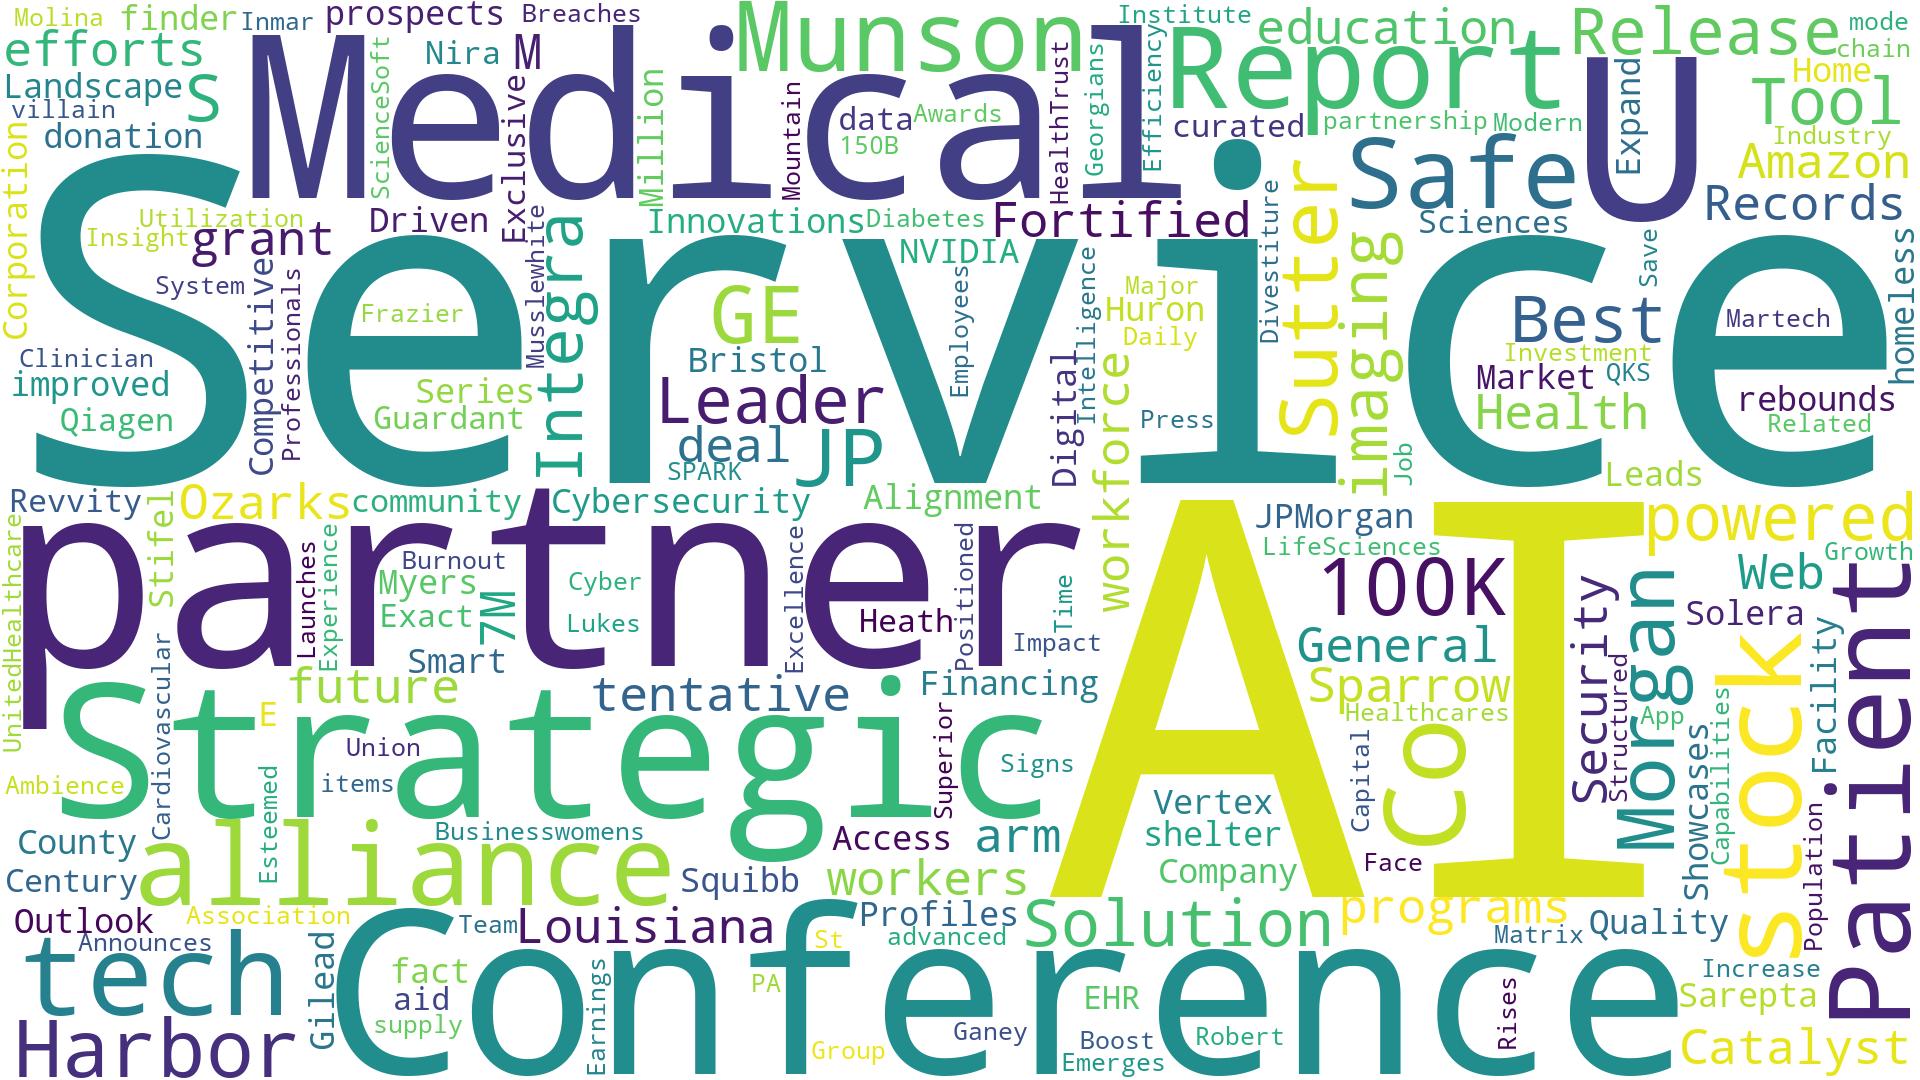 Molina
finder
Inmar
prospects
Breaches
Munson
Institute
education
Release
mode
efforts
Nira
M
Medical
Report
chain
Landscape
S
villain
donation
ScienceSoft
Exclusive
Million
Mountain
data
Awards
150B
HealthTrust
Georgians
Efficiency
curated
partnership
Modern
U
Expand
Home
Tool
Industry
Amazon
Corporation
Utilization
Insight
grant
Driven
Innovations
Diabetes
Fortified
Sutter
Safe
Sciences
Records
Service
System
Competitive
Professionals
Frazier
Musslewhite
Integra
NVIDIA
GE
Employees
Intelligence
Major
Huron
Daily
Divestiture
imaging
Save
Best
Martech
homeless
Clinician
improved
Qiagen
Series
Guardant
Bristol
Leader
deal
JP
SPARK
Digital
workforce
Press
Investment
Market
QKS
Health
Job
rebounds
Related
Leads
Revvity
Stifel
Ozarks
community
Cybersecurity
Alignment
JPMorgan
LifeSciences
powered
Growth
UnitedHealthcare
partner
Launches
Experience
Burnout
Myers
Exact
7M
Smart
Cyber
Lukes
Excellence
Heath
Positioned
Time
Impact
AI
100K
General
Sparrow
Healthcares
Security
Structured
Morgan
Web
Solera
Patient
Cardiovascular
future
E
Strategic
tentative
Financing
Union
items
Superior
Signs
Ambience
Esteemed
Capital
Co
App
Showcases
Capabilities
stock
Facility
Population
County
Century
alliance
Businesswomens
Squibb
Access
workers
arm
Vertex
shelter
Company
Face
Outlook
Announces
Association
Team
Louisiana
St
Profiles
advanced
Solution
programs
Matrix
Quality
tech
Gilead
Conference
fact
aid
supply
Earnings
PA
Group
Ganey
EHR
Boost
Emerges
Robert
Rises
Increase
Sarepta
Harbor
Catalyst